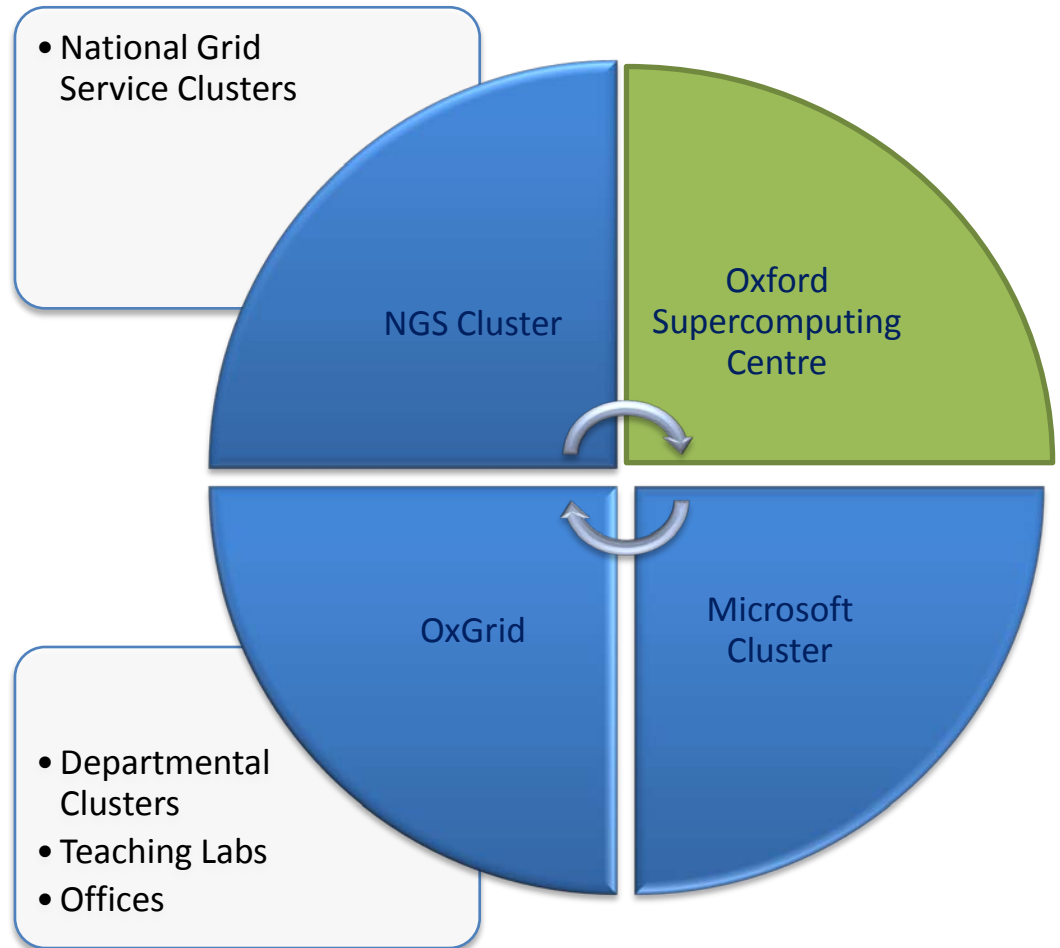 • National Grid
Service Clusters
NGS Cluster
Oxford
Supercomputing
Centre
OxGrid
Microsoft
Cluster
• Departmental
Clusters
• Teaching Labs
• Offices